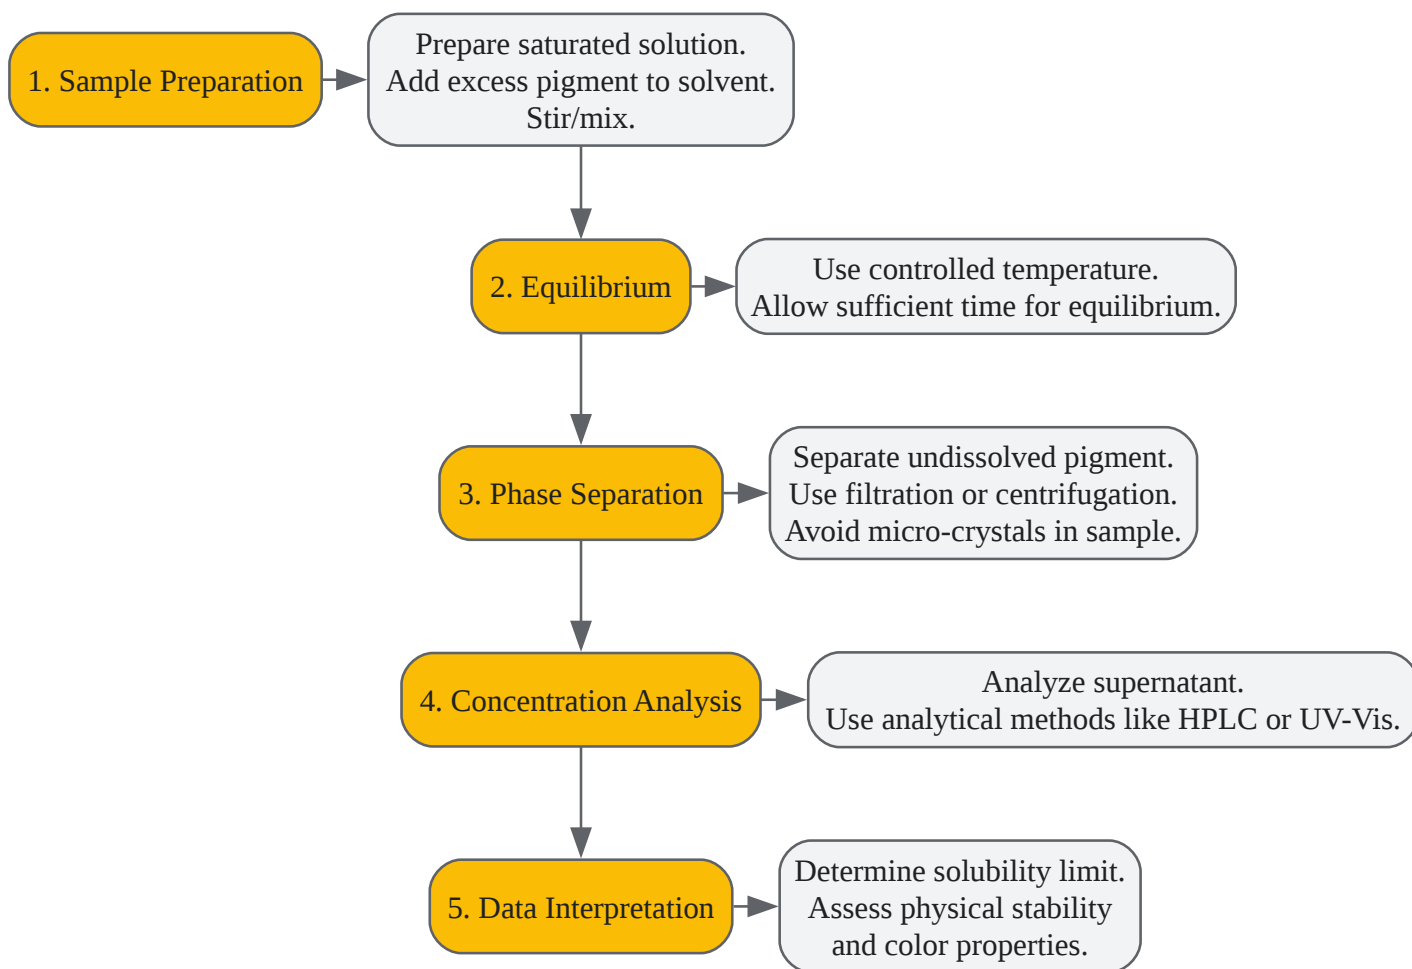 1. Sample Preparation
Prepare saturated solution.
Add excess pigment to solvent.
Stir/mix.
2. Equilibrium
Use controlled temperature.
Allow sufficient time for equilibrium.
3. Phase Separation
Separate undissolved pigment.
Use filtration or centrifugation.
Avoid micro-crystals in sample.
4. Concentration Analysis
Analyze supernatant.
Use analytical methods like HPLC or UV-Vis.
5. Data Interpretation
Determine solubility limit.
Assess physical stability
and color properties.